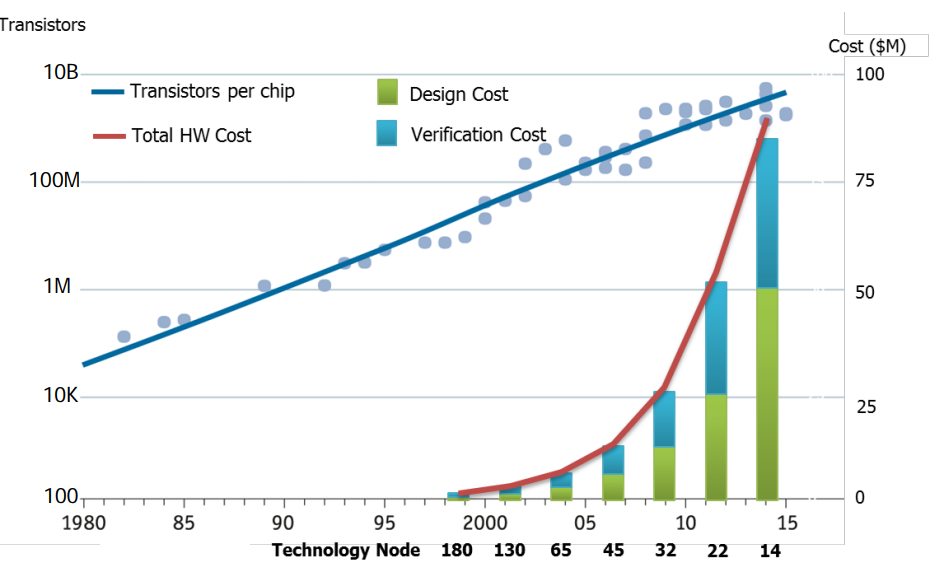 Transistors
Cost ($M)
10B
100
Transistors per chip
Design Cost
Total HW Cost
Verification Cost
100M
75
1M
50
10K
25
100
0
1980 85 90 95 2000 05 10 15
Technology Node 180 130 65 45 32 22 14